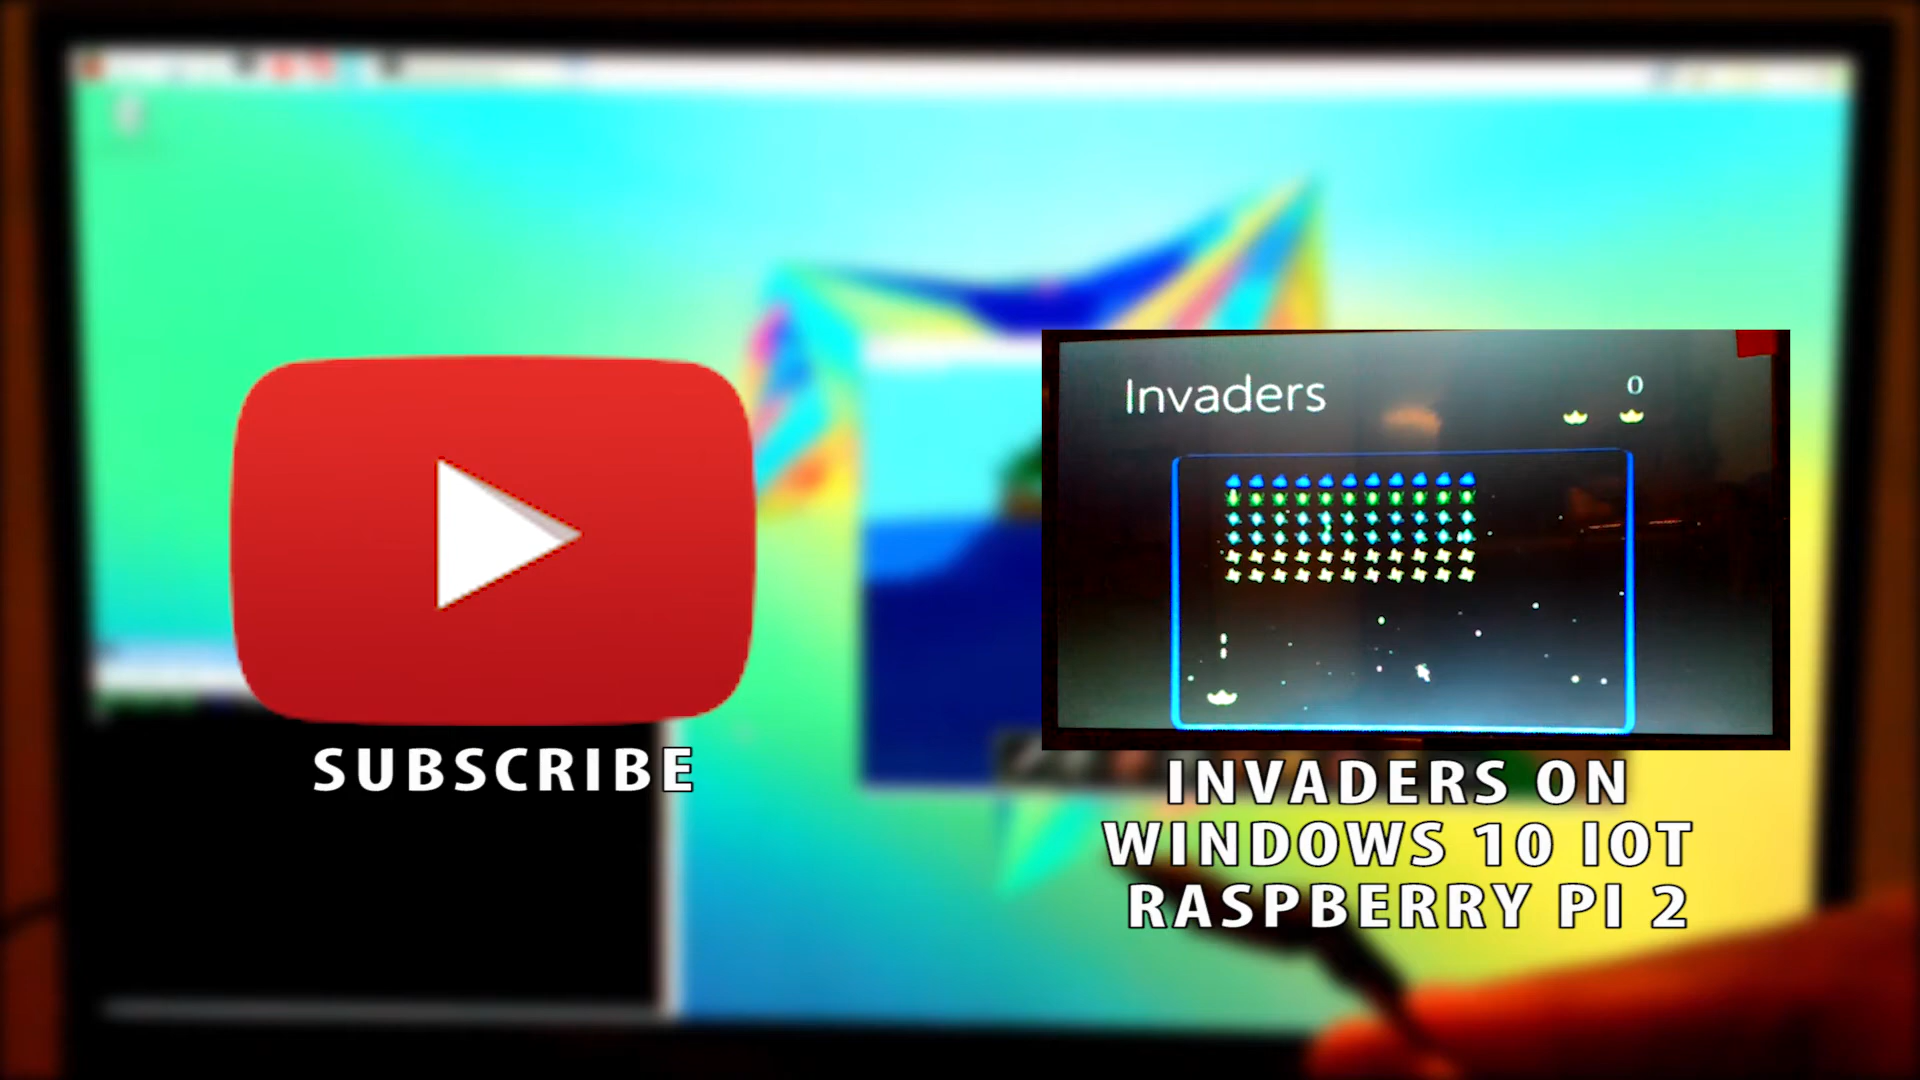 Invaders
0
SUBSCRIBE
INVADERS ON
WINDOWS 10 IOT
RASPBERRY PI 2